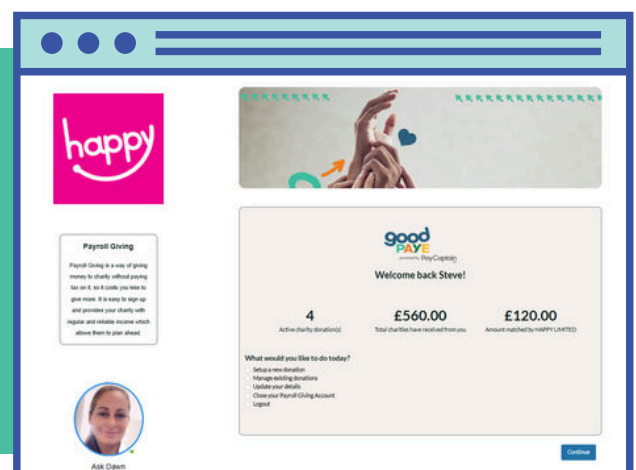 happy
Payroll Giving
Payroll Giving is a way of giving
money to charity without paying
tax on it, so it costs you less to
give more. It is easy to sign up
and provides your charity with
regular and reliable income which
allows them to plan ahead.
Ask Dawn
good
PAYE
powered by PayCaptain
Welcome back Steve!
4
Active charity donation(s)
£560.00
Total charities have received from you
£120.00
Amount matched by HAPPY LIMITED
What would you like to do today?
Setup a new donation
Manage existing donations
Update your details
Close your Payroll Giving Account
Logout
Continue